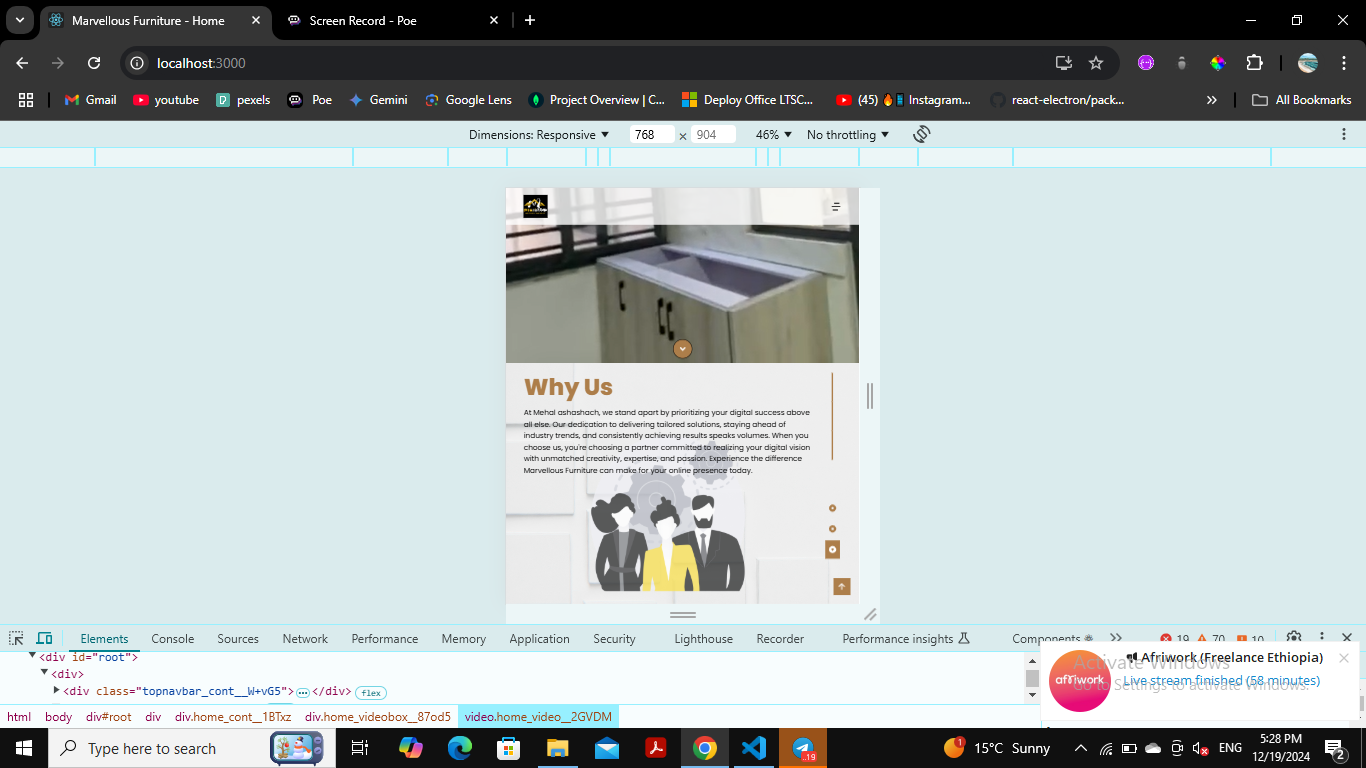 Marvellous Furniture - Home
Screen Record - Poe
localhost:3000
Gmail
youtube
pexels
Poe
Gemini
Google Lens
Project Overview | C...
Deploy Office LTSC...
(45) 🔥📱 Instagram...
react-electron/pack...
All Bookmarks
Dimensions: Responsive
768
×
904
46%
No throttling
Why Us
At Mehal ashashach, we stand apart by prioritizing your digital success above
all else. Our dedication to delivering tailored solutions, staying ahead of
industry trends, and consistently achieving results speaks volumes. When you
choose us, you're choosing a partner committed to realizing your digital vision
with unmatched creativity, expertise, and passion. Experience the difference
Marvellous Furniture can make for your online presence today.
Elements
Console
Sources
Network
Performance
Memory
Application
Security
Lighthouse
Recorder
Performance insights
Components
19
70
10
<div id="root">
<div>
<div class="topnavbar_cont__W+vG5"> … </div> flex
html
body
div#root
div
div.home_cont__1BTxz
div.home_videobox__87od5
video.home_video__2GVDM
Afriwork (Freelance Ethiopia)
Live stream finished (58 minutes)
afriwork
Activate Windows
Go to Settings to activate Windows.
Type here to search
..19
1
15°C Sunny
ENG
5:28 PM
12/19/2024
2